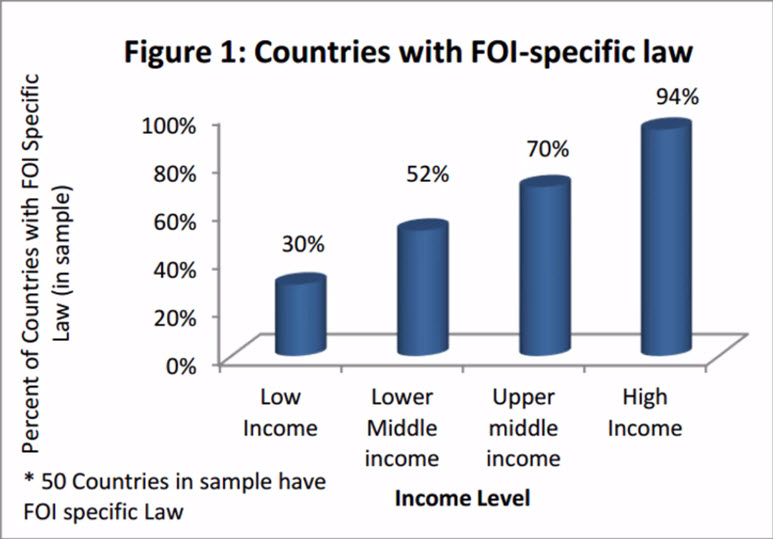 Figure 1: Countries with FOI-specific law
Percent of Countries with FOI Specific
Law (in sample)
100%
80%
60%
40%
20%
0%
30%
52%
70%
94%
Low
Income
Lower
Middle
income
Upper
middle
income
High
Income
Income Level
* 50 Countries in sample have
FOI specific Law